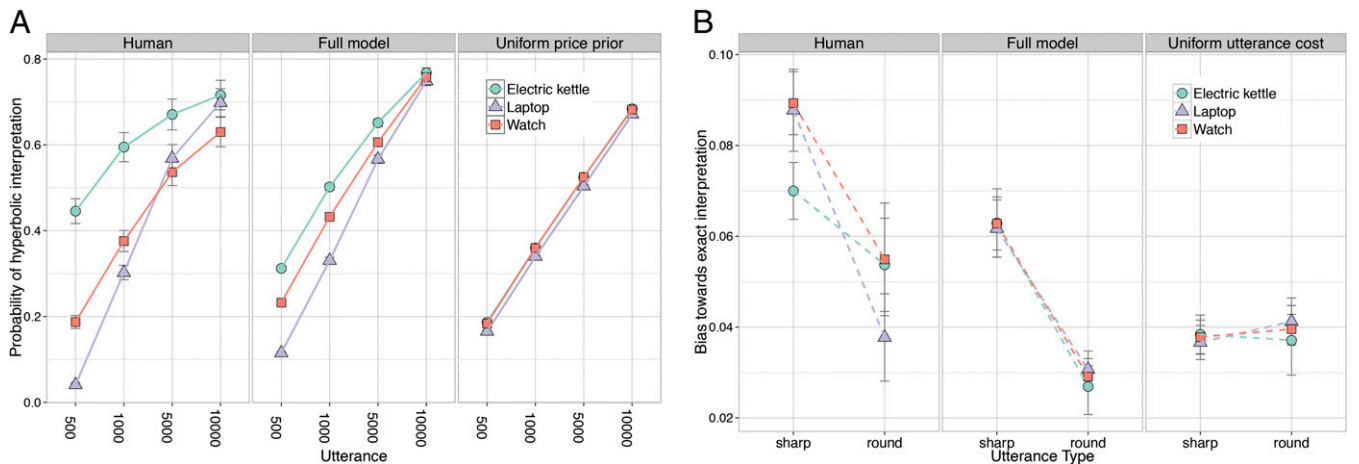 A
Human
Full model
Uniform price prior
Probability of hyperbolic interpretation
0.8
0.6
0.4
0.2
0.0
Electric kettle
Laptop
Watch
500
1000
5000
10000
500
1000
5000
10000
500
1000
5000
10000
Utterance
B
Human
Full model
Uniform utterance cost
Bias towards exact interpretation
0.10
0.08
0.06
0.04
0.02
Electric kettle
Laptop
Watch
sharp
round
sharp
round
sharp
round
Utterance Type